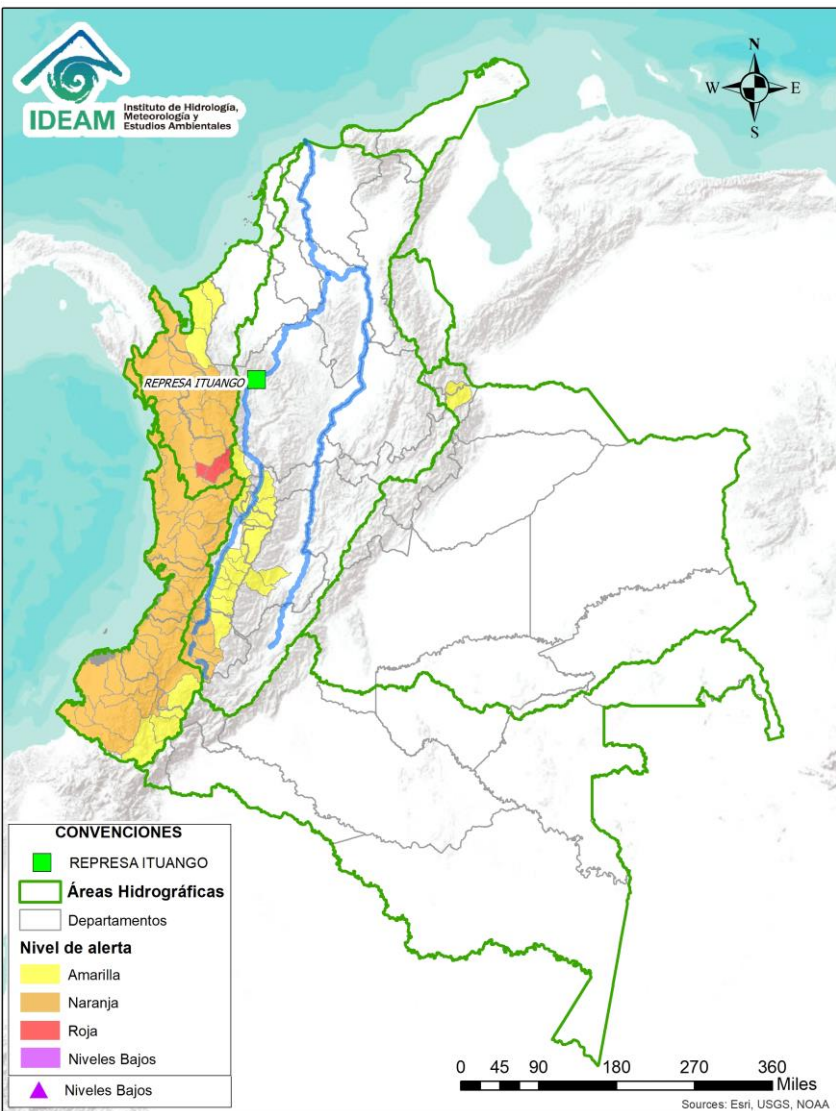 IDEAM
Instituto de Hidrología,
Meteorología y
Estudios Ambientales
N
W
E
S
REPRESA ITUANGO
CONVENCIONES
REPRESA ITUANGO
Áreas Hidrográficas
Departamentos
Nivel de alerta
Amarilla
Naranja
Roja
Niveles Bajos
Niveles Bajos
0 45 90 180 270 360
Miles
Sources: Esri, USGS, NOAA